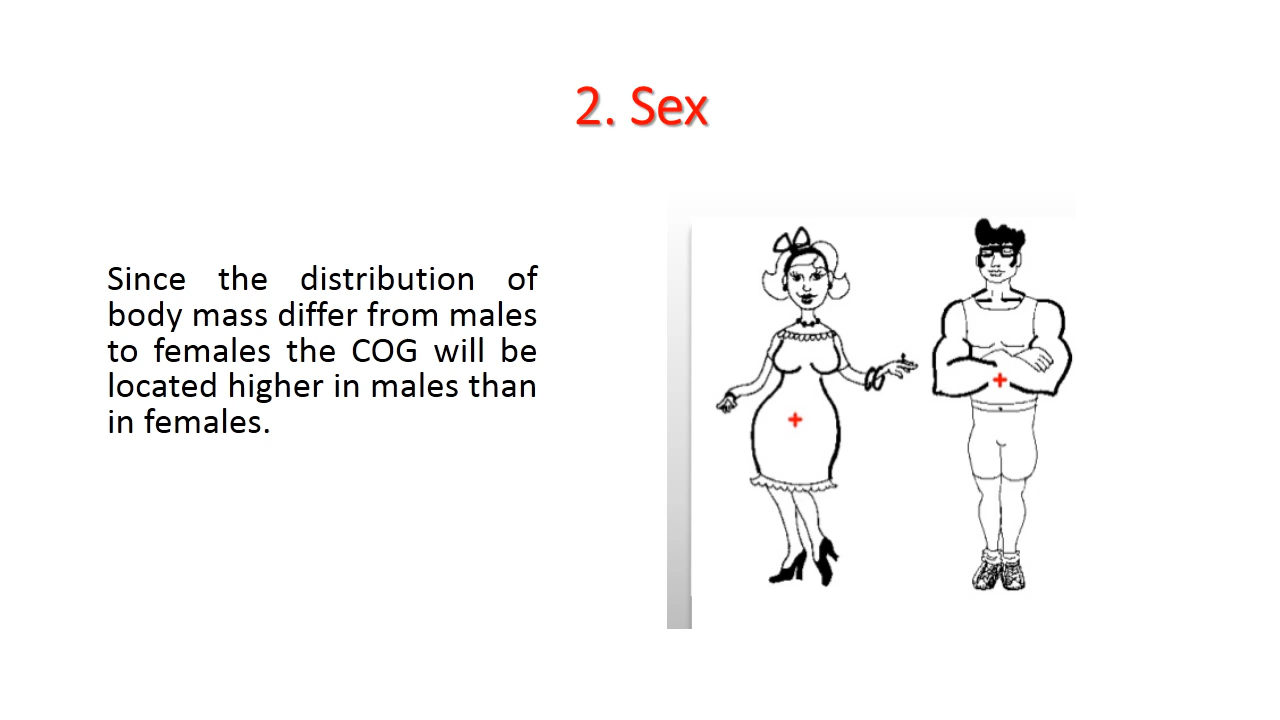 2. Sex
Since the distribution of
body mass differ from males
to females the COG will be
located higher in males than
in females.